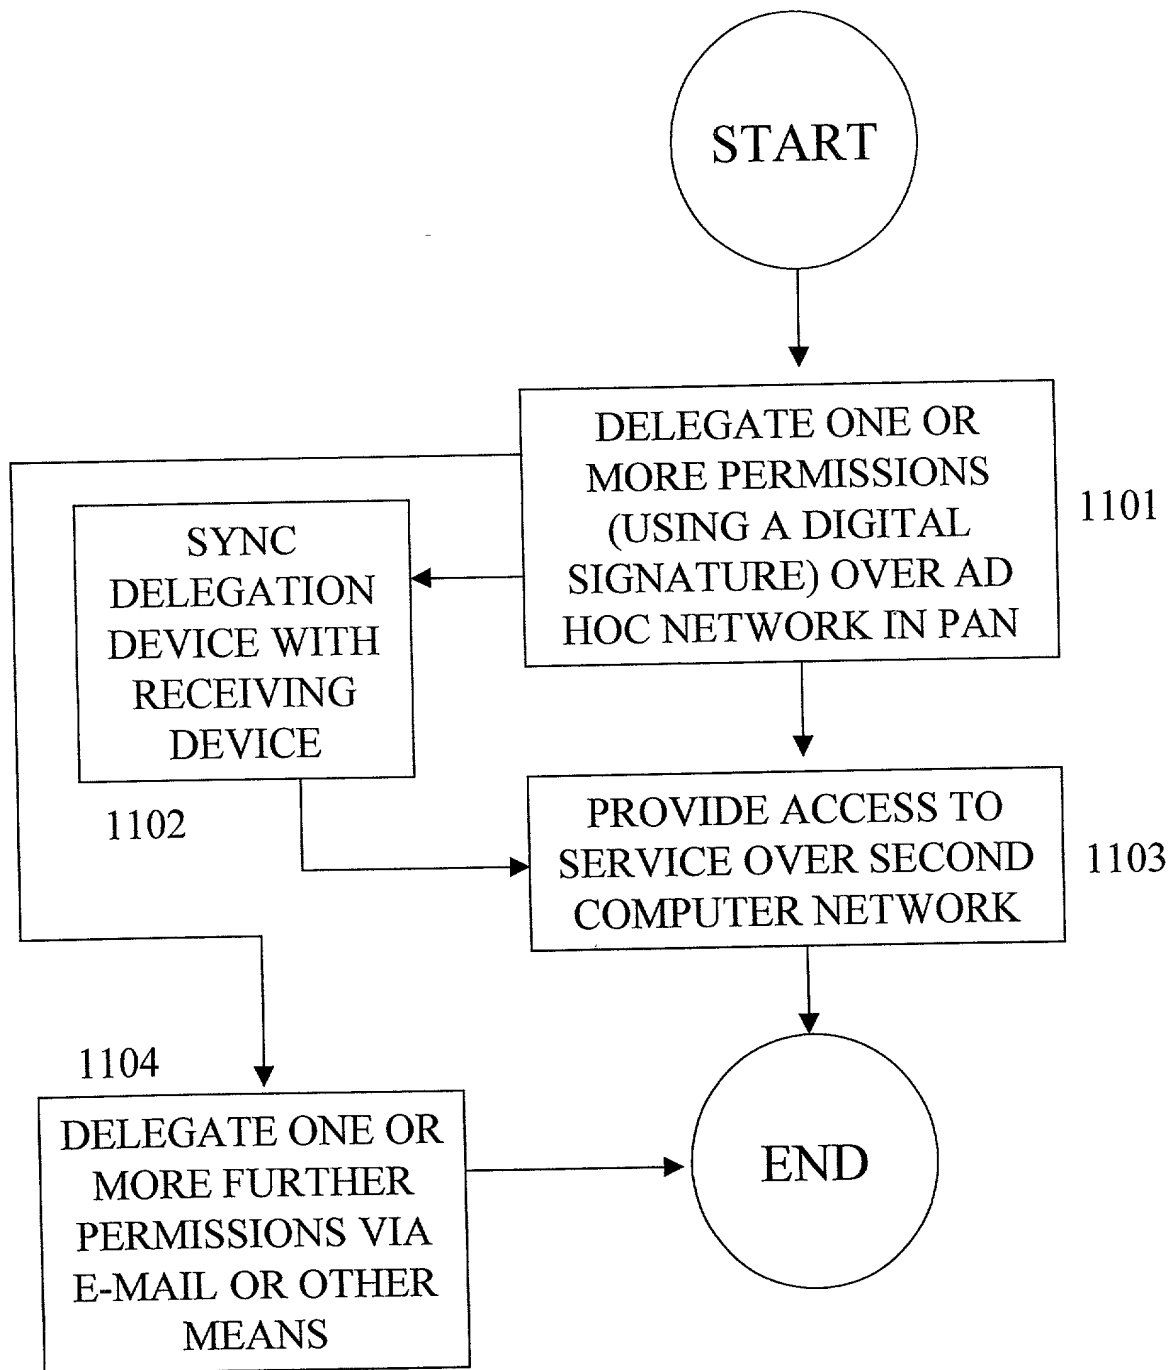 START
DELEGATE ONE OR
MORE PERMISSIONS
(USING A DIGITAL
SIGNATURE) OVER AD
HOC NETWORK IN PAN
1101
SYNC
DELEGATION
DEVICE WITH
RECEIVING
DEVICE
1102
PROVIDE ACCESS TO
SERVICE OVER SECOND
COMPUTER NETWORK
1103
1104
DELEGATE ONE OR
MORE FURTHER
PERMISSIONS VIA
E-MAIL OR OTHER
MEANS
END